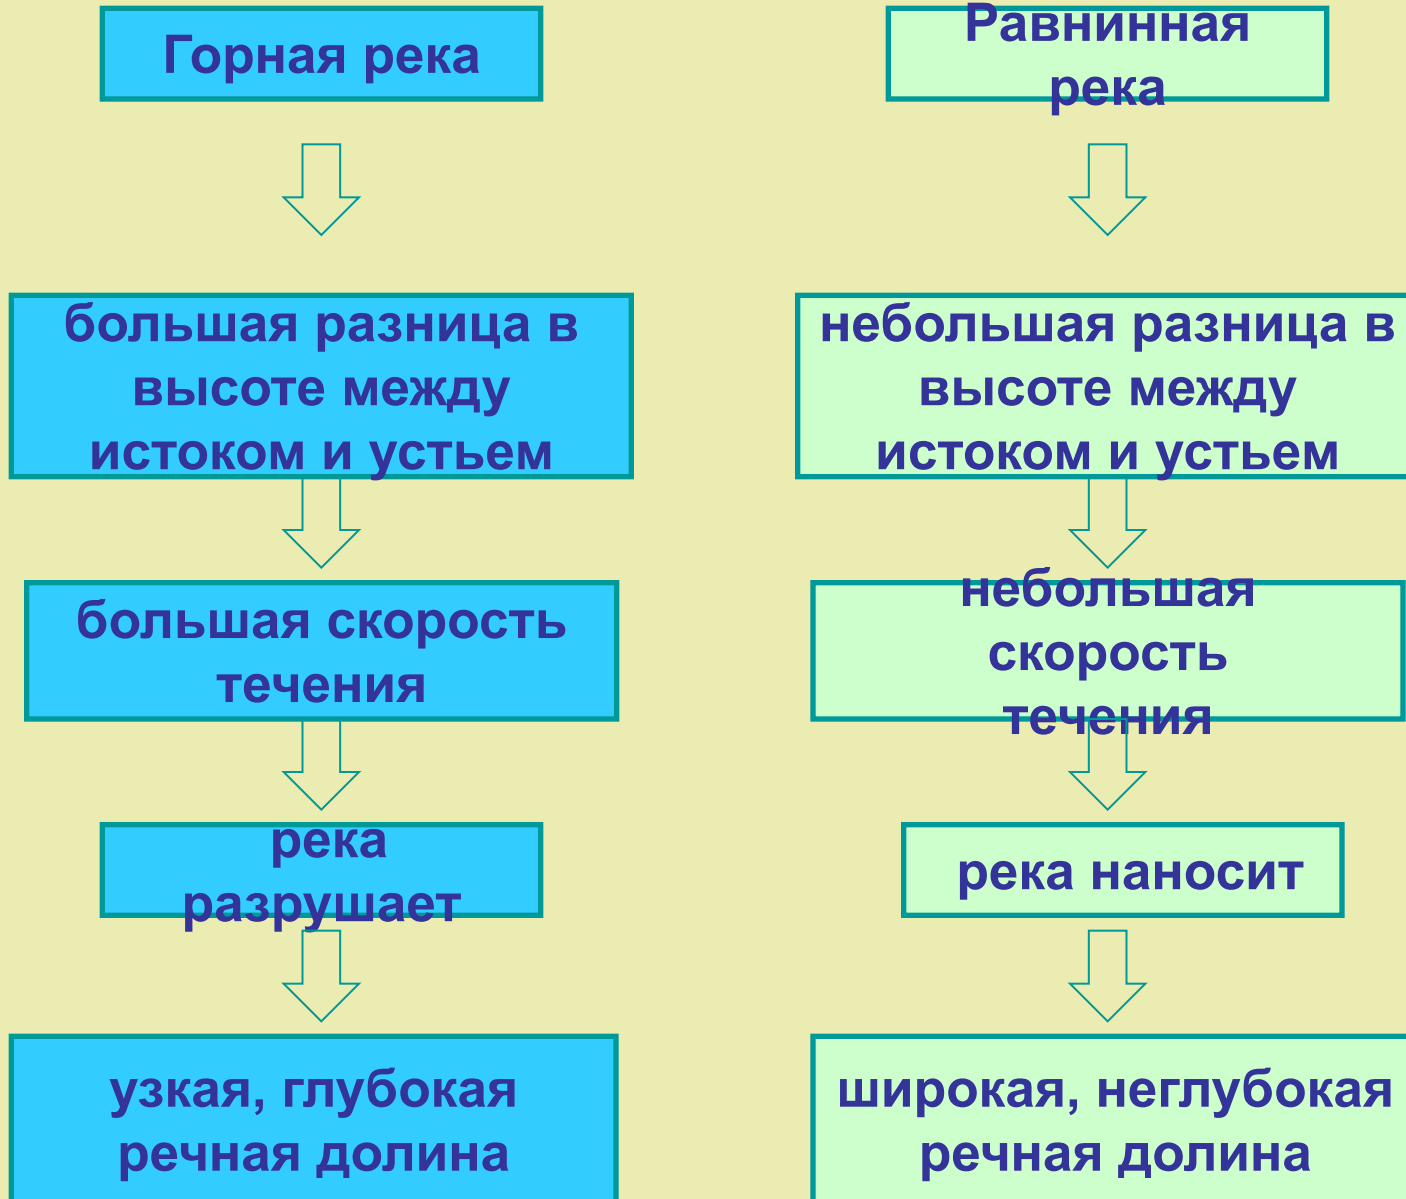 Горная река
большая разница в
высоте между
истоком и устьем
большая скорость
течения
река
разрушает
узкая, глубокая
речная долина
Равнинная
река
небольшая разница в
высоте между
истоком и устьем
небольшая
скорость
течения
река наносит
широкая, неглубокая
речная долина